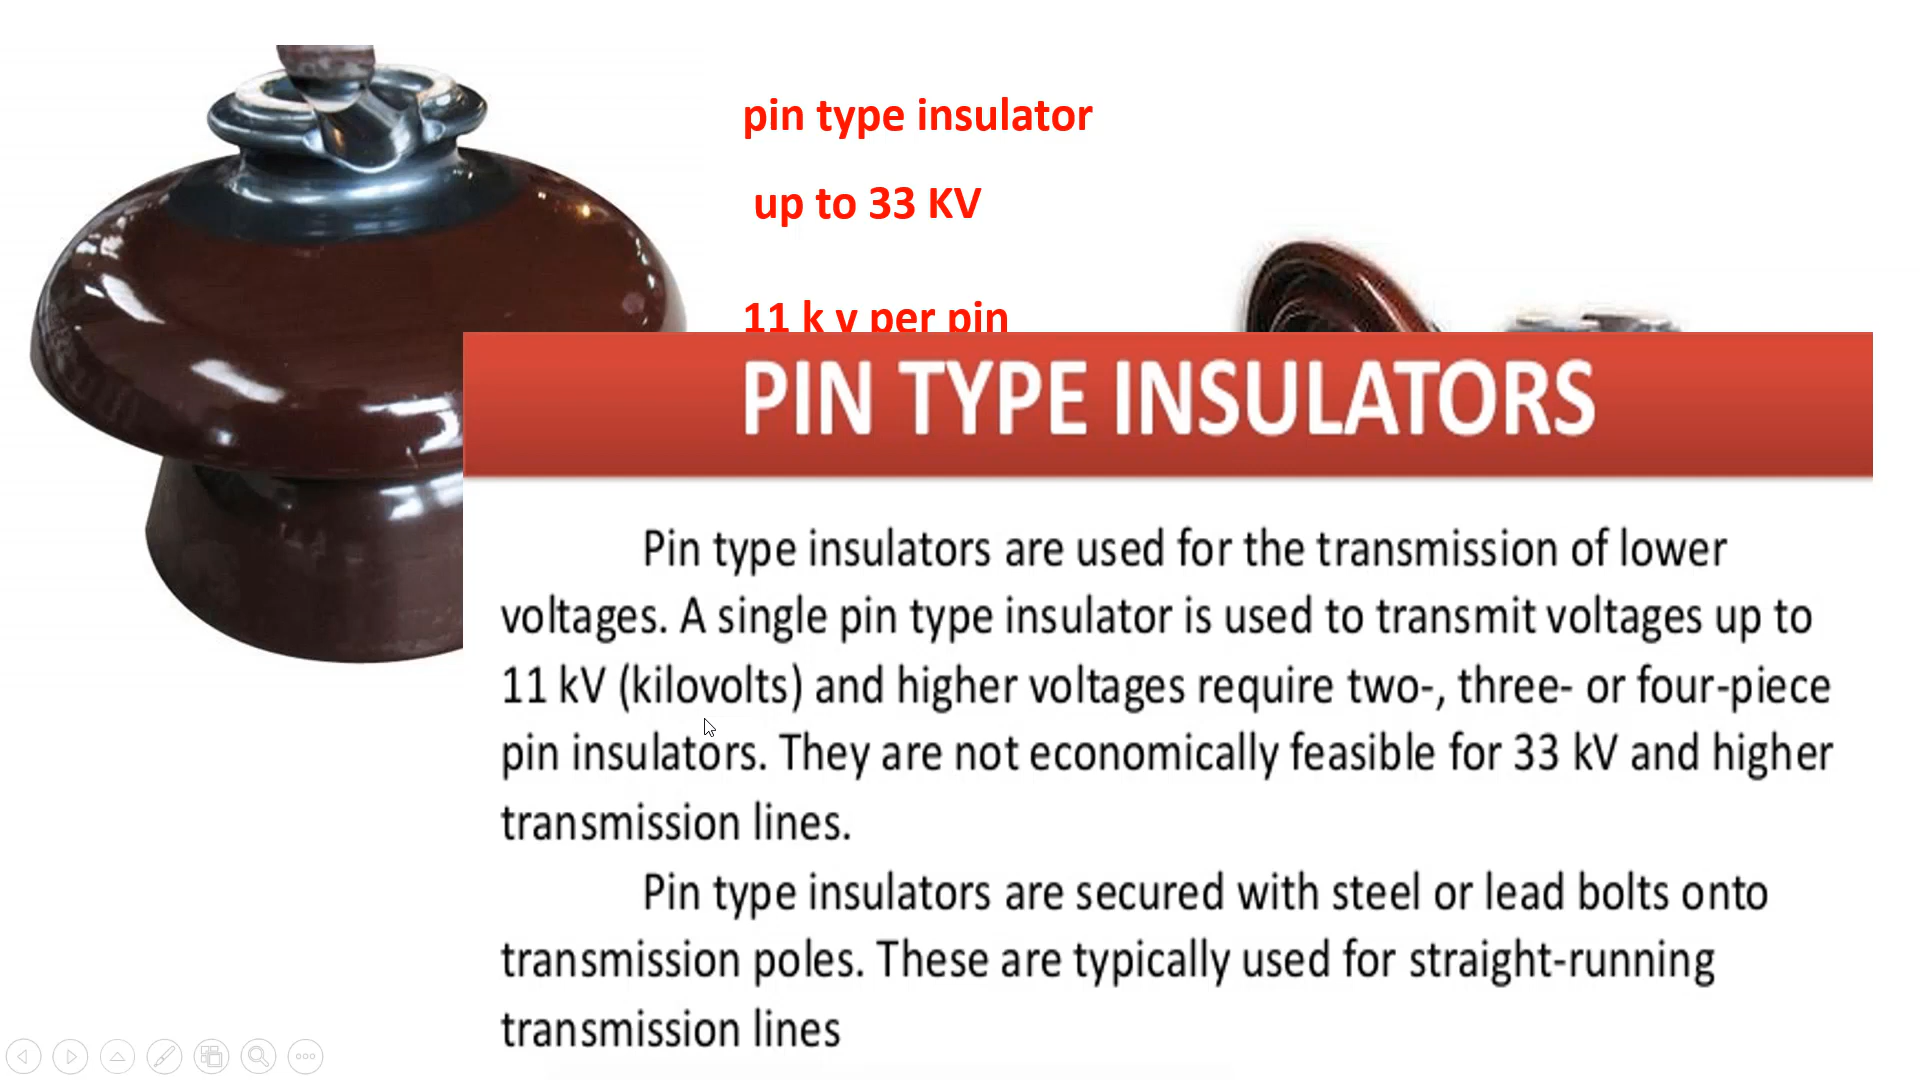 pin type insulator
up to 33 KV
11 k v per pin
PIN TYPE INSULATORS
Pin type insulators are used for the transmission of lower
voltages. A single pin type insulator is used to transmit voltages up to
11 kV (kilovolts) and higher voltages require two-, three- or four-piece
pin insulators. They are not economically feasible for 33 kV and higher
transmission lines.
Pin type insulators are secured with steel or lead bolts onto
transmission poles. These are typically used for straight-running
transmission lines